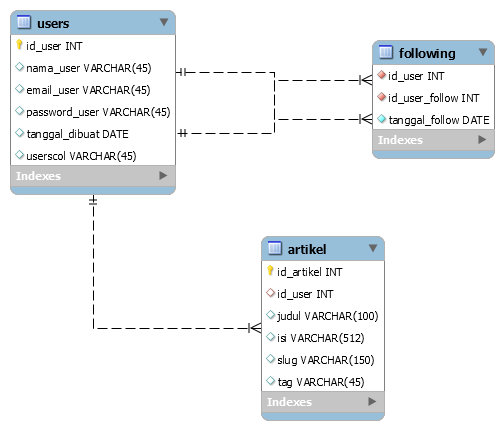 users
id_user INT
nama_user VARCHAR(45)
email_user VARCHAR(45)
password_user VARCHAR(45)
tanggal_dibuat DATE
userscol VARCHAR(45)
Indexes
following
id_user INT
id_user_follow INT
tanggal_follow DATE
Indexes
artikel
id_artikel INT
id_user INT
judul VARCHAR(100)
isi VARCHAR(512)
slug VARCHAR(150)
tag VARCHAR(45)
Indexes